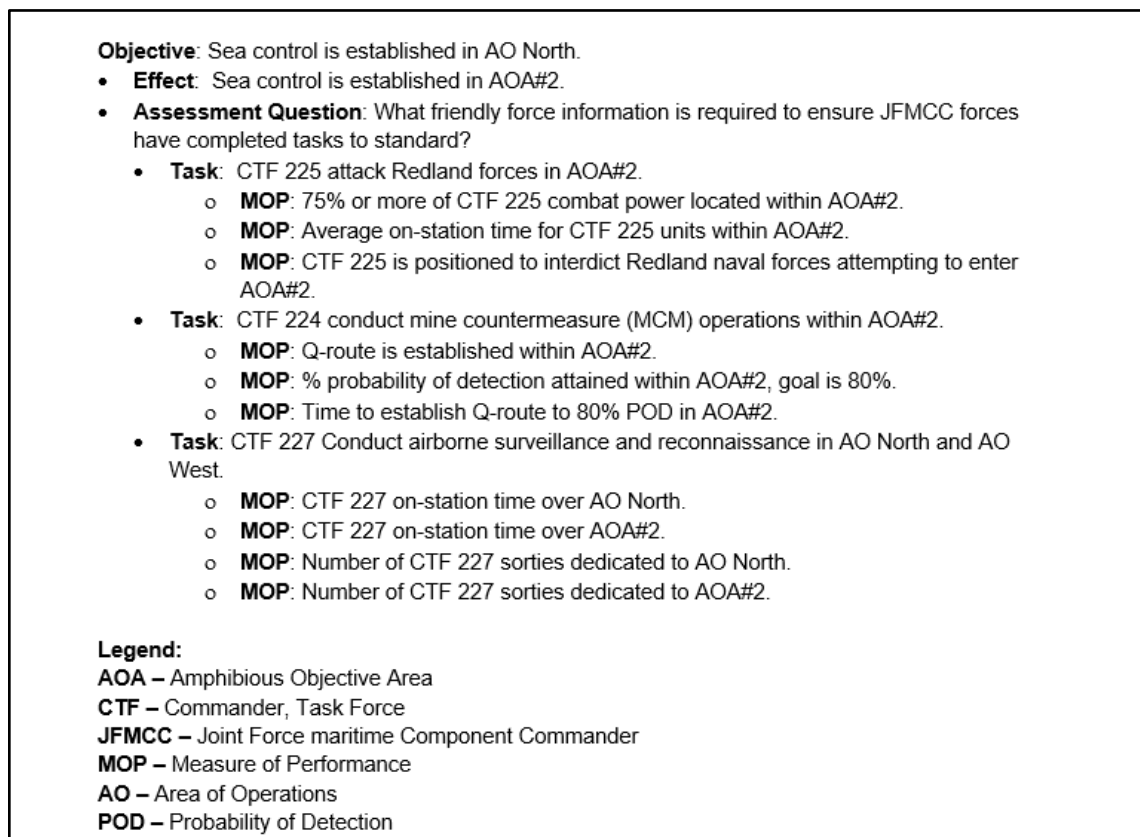 Objective: Sea control is established in AO North.
• Effect: Sea control is established in AOA#2.
• Assessment Question: What friendly force information is required to ensure JFMCC forces
have completed tasks to standard?
• Task: CTF 225 attack Redland forces in AOA#2.
o MOP: 75% or more of CTF 225 combat power located within AOA#2.
o MOP: Average on-station time for CTF 225 units within AOA#2.
o MOP: CTF 225 is positioned to interdict Redland naval forces attempting to enter
AOA#2.
• Task: CTF 224 conduct mine countermeasure (MCM) operations within AOA#2.
o MOP: Q-route is established within AOA#2.
o MOP: % probability of detection attained within AOA#2, goal is 80%.
o MOP: Time to establish Q-route to 80% POD in AOA#2.
• Task: CTF 227 Conduct airborne surveillance and reconnaissance in AO North and AO
West.
o MOP: CTF 227 on-station time over AO North.
o MOP: CTF 227 on-station time over AOA#2.
o MOP: Number of CTF 227 sorties dedicated to AO North.
o MOP: Number of CTF 227 sorties dedicated to AOA#2.
Legend:
AOA – Amphibious Objective Area
CTF – Commander, Task Force
JFMCC – Joint Force maritime Component Commander
MOP – Measure of Performance
AO – Area of Operations
POD – Probability of Detection